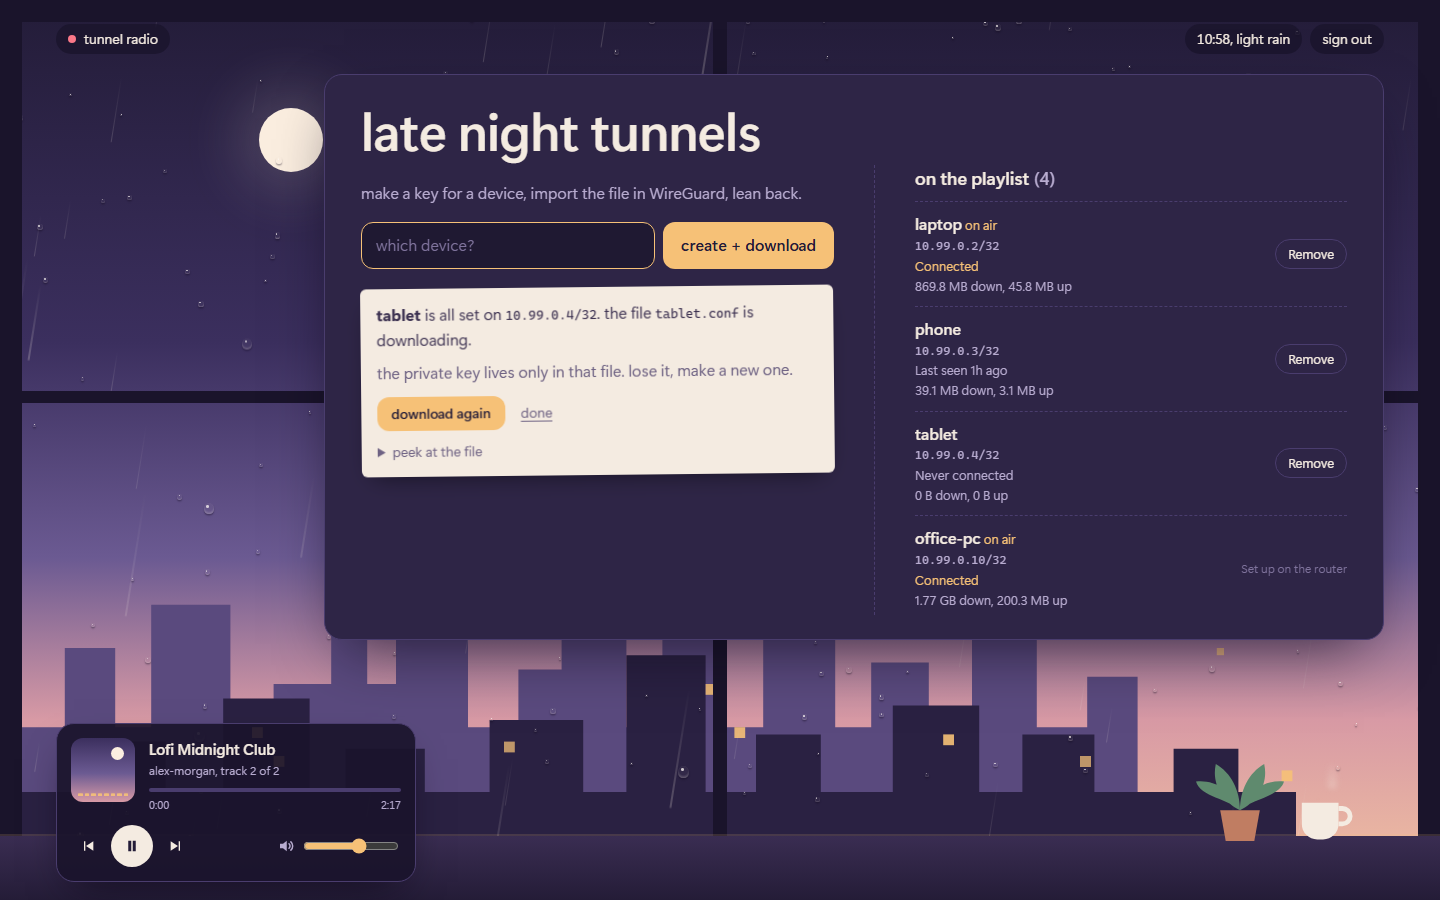 tunnel radio
10:58, light rain
sign out
late night tunnels
make a key for a device, import the file in WireGuard, lean back.
which device?
create + download
tablet is all set on 10.99.0.4/32. the file tablet.conf is
downloading.
the private key lives only in that file. lose it, make a new one.
download again
done
peek at the file
on the playlist (4)
laptop on air
10.99.0.2/32
Connected
869.8 MB down, 45.8 MB up
Remove
phone
10.99.0.3/32
Last seen 1h ago
39.1 MB down, 3.1 MB up
Remove
tablet
10.99.0.4/32
Never connected
0 B down, 0 B up
Remove
office-pc on air
10.99.0.10/32
Connected
1.77 GB down, 200.3 MB up
Set up on the router
Lofi Midnight Club
alex-morgan, track 2 of 2
0:00
2:17